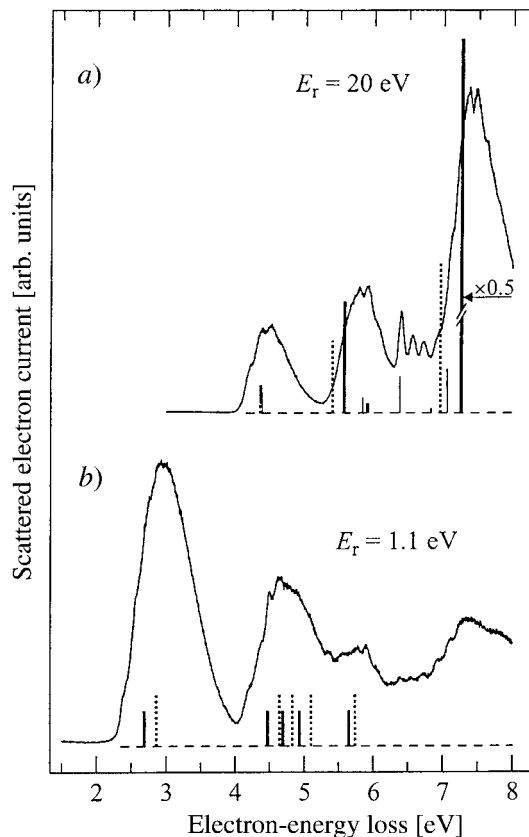 a)
E_r = 20 eV
×0.5
b)
E_r = 1.1 eV
Scattered electron current [arb. units]
2 3 4 5 6 7 8
Electron-energy loss [eV]